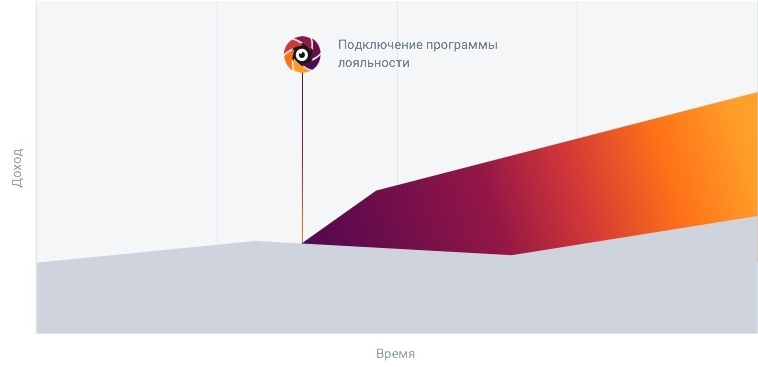 Подключение программы
лояльности
Доход
Время